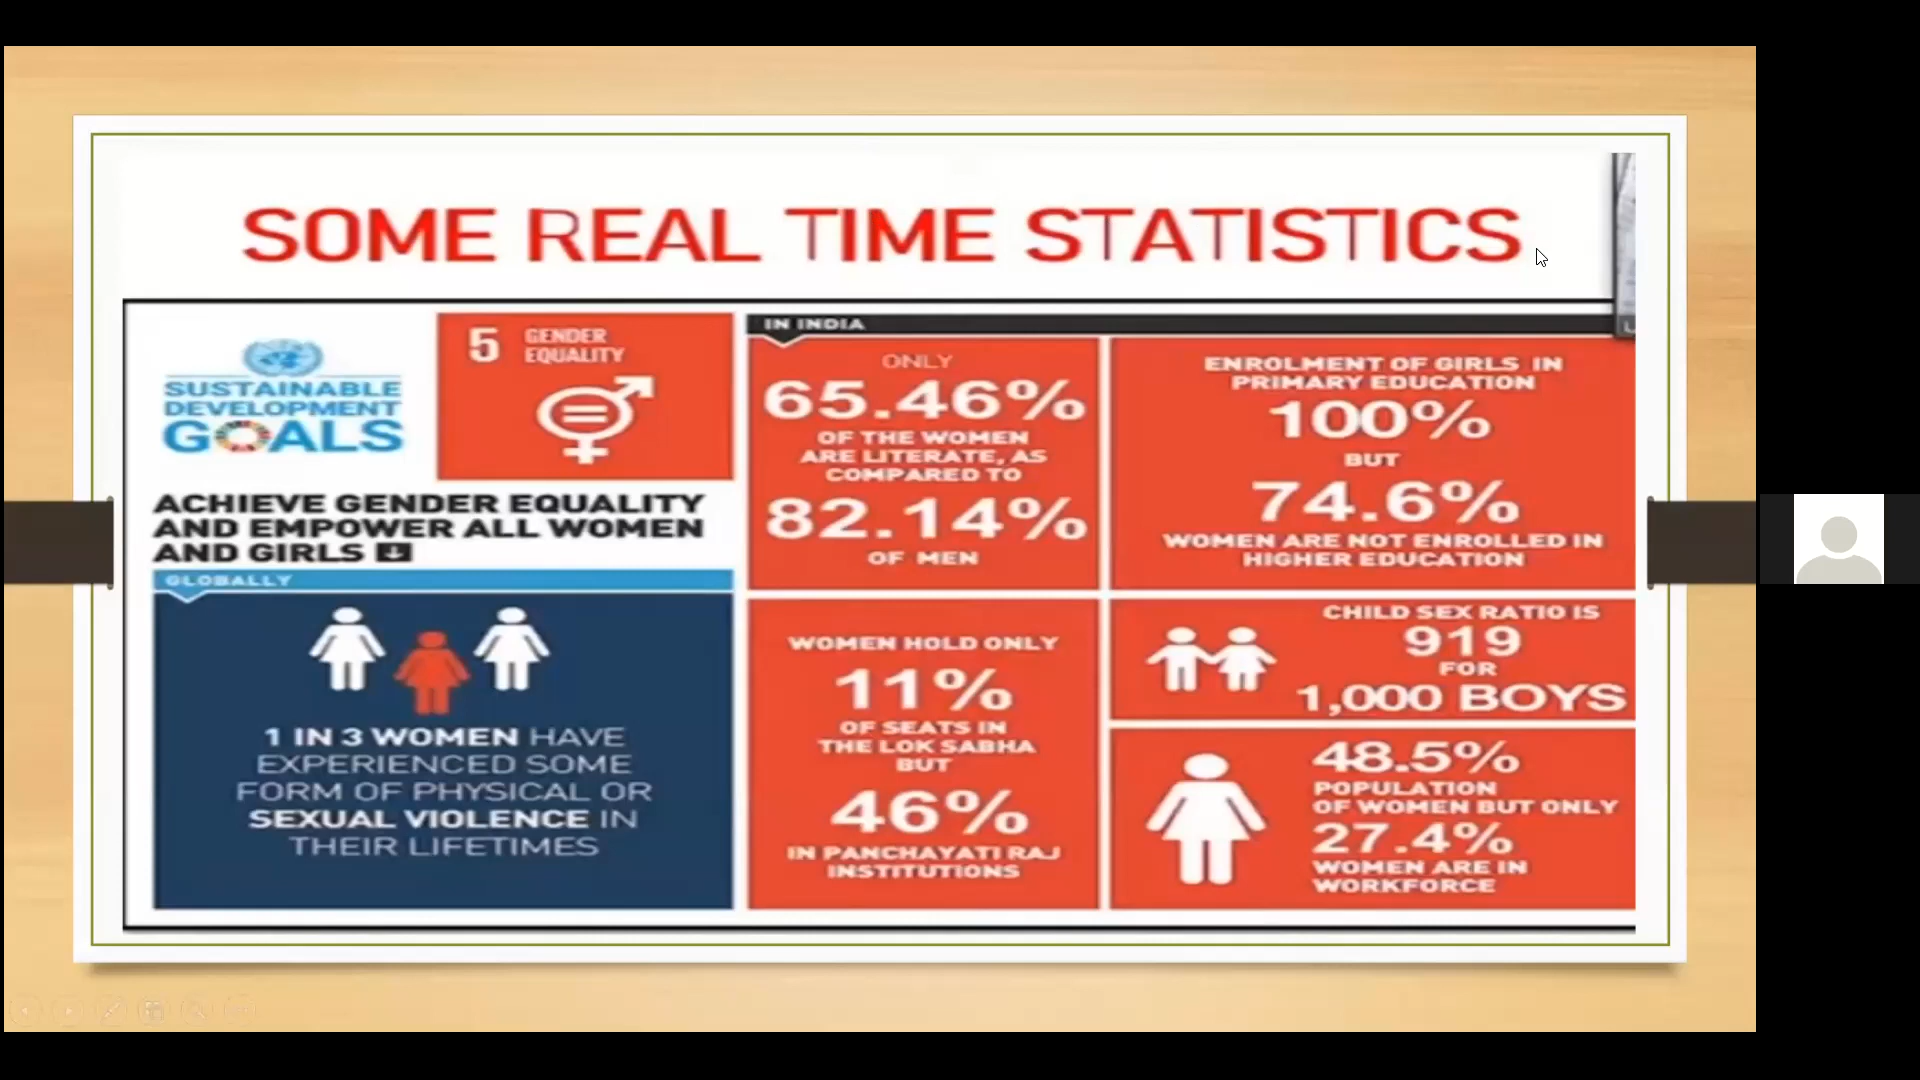 SOME REAL TIME STATISTICS
SUSTAINABLE
DEVELOPMENT
GOALS
5 GENDER
EQUALITY
ACHIEVE GENDER EQUALITY
AND EMPOWER ALL WOMEN
AND GIRLS
GLOBALLY
1 IN 3 WOMEN HAVE
EXPERIENCED SOME
FORM OF PHYSICAL OR
SEXUAL VIOLENCE IN
THEIR LIFETIMES
IN INDIA
ONLY
65.46%
OF THE WOMEN
ARE LITERATE, AS
COMPARED TO
82.14%
OF MEN
ENROLMENT OF GIRLS IN
PRIMARY EDUCATION
100%
BUT
74.6%
WOMEN ARE NOT ENROLLED IN
HIGHER EDUCATION
WOMEN HOLD ONLY
11%
OF SEATS IN
THE LOK SABHA
BUT
46%
IN PANCHAYATI RAJ
INSTITUTIONS
CHILD SEX RATIO IS
919
FOR
1,000 BOYS
48.5%
POPULATION
OF WOMEN BUT ONLY
27.4%
WOMEN ARE IN
WORKFORCE